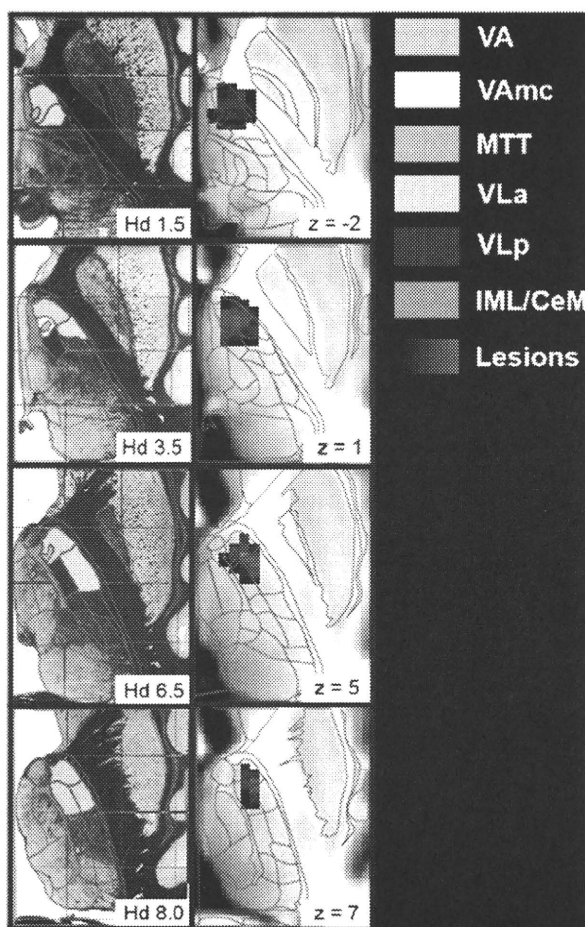 VA
VAmc
MTT
VLa
VLp
IML/CeM
Lesions
Hd 1.5
z = -2
Hd 3.5
z = 1
Hd 6.5
z = 5
Hd 8.0
z = 7